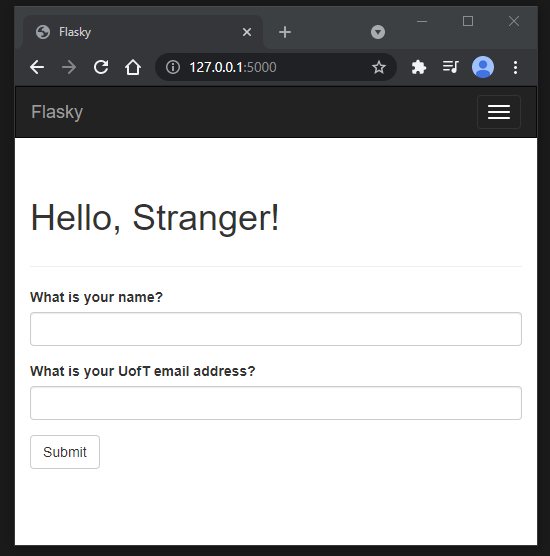 Flasky
127.0.0.1:5000
Flasky
Hello, Stranger!
What is your name?
What is your UofT email address?
Submit